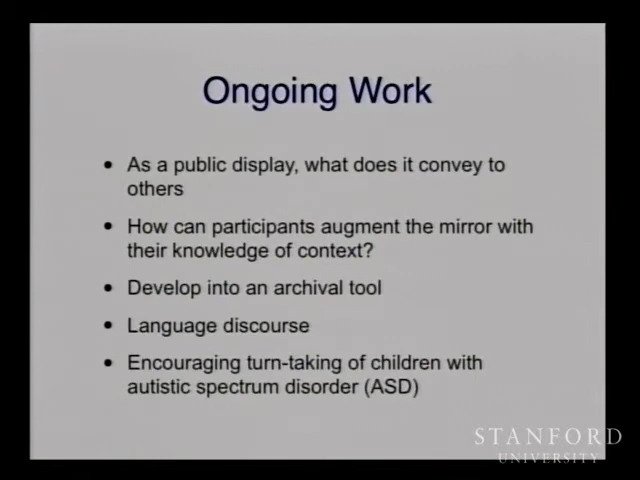 Ongoing Work
• As a public display, what does it convey to
others
• How can participants augment the mirror with
their knowledge of context?
• Develop into an archival tool
• Language discourse
• Encouraging turn-taking of children with
autistic spectrum disorder (ASD)
STANFORD
UNIVERSITY